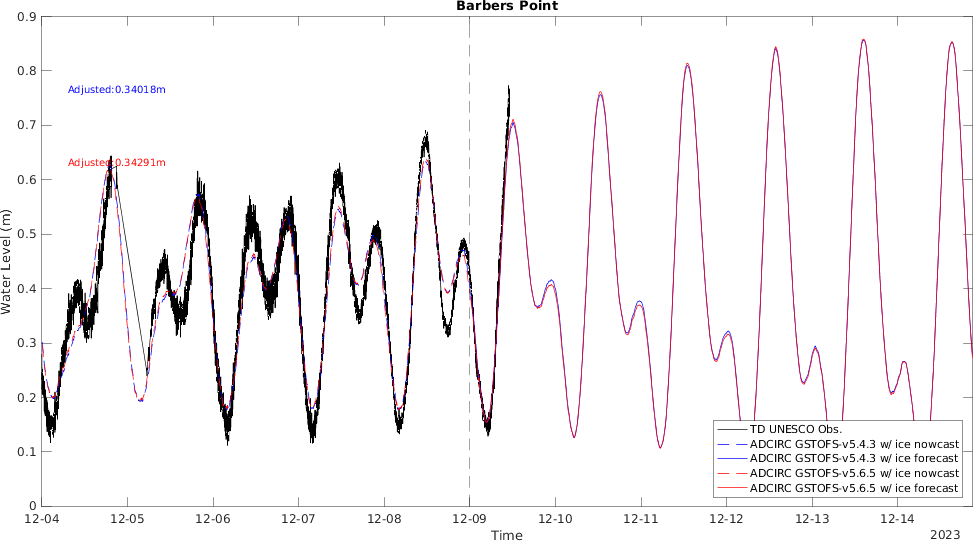 Barbers Point
0.9
0.8
0.7
0.6
0.5
0.4
0.3
0.2
0.1
0
Water Level (m)
Adjusted:0.34018m
Adjusted:0.34291m
TD UNESCO Obs.
ADCIRC GSTOFS-v5.4.3 w/ ice nowcast
ADCIRC GSTOFS-v5.4.3 w/ ice forecast
ADCIRC GSTOFS-v5.6.5 w/ ice nowcast
ADCIRC GSTOFS-v5.6.5 w/ ice forecast
12-04 12-05 12-06 12-07 12-08 12-09 12-10 12-11 12-12 12-13 12-14
Time
2023